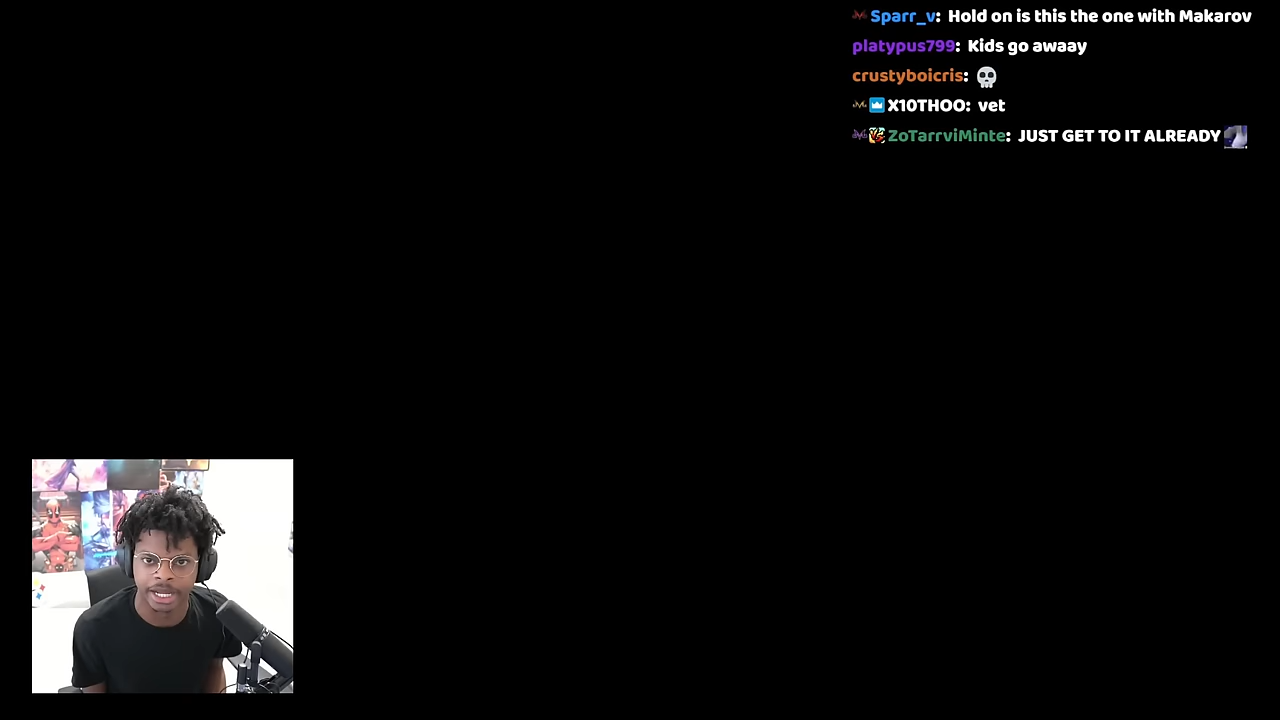 Sparr_v: Hold on is this the one with Makarov
platypus799: Kids go awaay
crustyboicris: 💀
X10THOO: vet
ZoTarrviMinte: JUST GET TO IT ALREADY